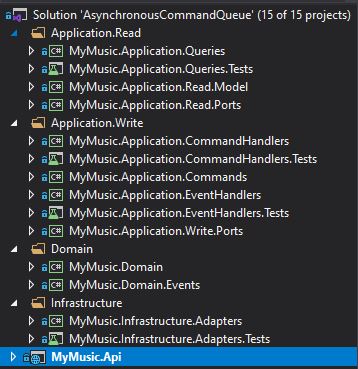 Solution 'AsynchronousCommandQueue' (15 of 15 projects)
Application.Read
C# MyMusic.Application.Queries
MyMusic.Application.Queries.Tests
C# MyMusic.Application.Read.Model
C# MyMusic.Application.Read.Ports
Application.Write
C# MyMusic.Application.CommandHandlers
MyMusic.Application.CommandHandlers.Tests
C# MyMusic.Application.Commands
C# MyMusic.Application.EventHandlers
MyMusic.Application.EventHandlers.Tests
C# MyMusic.Application.Write.Ports
Domain
C# MyMusic.Domain
C# MyMusic.Domain.Events
Infrastructure
C# MyMusic.Infrastructure.Adapters
MyMusic.Infrastructure.Adapters.Tests
MyMusic.Api